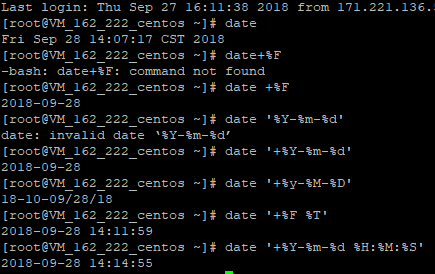 Last login: Thu Sep 27 16:11:38 2018 from 171.221.136.
[root@VM_162_222_centos ~]# date
Fri Sep 28 14:07:17 CST 2018
[root@VM_162_222_centos ~]# date+%F
-bash: date+%F: command not found
[root@VM_162_222_centos ~]# date +%F
2018-09-28
[root@VM_162_222_centos ~]# date '%Y-%m-%d'
date: invalid date ‘%Y-%m-%d’
[root@VM_162_222_centos ~]# date '+%Y-%m-%d'
2018-09-28
[root@VM_162_222_centos ~]# date '+%y-%M-%D'
18-10-09/28/18
[root@VM_162_222_centos ~]# date '+%F %T'
2018-09-28 14:11:59
[root@VM_162_222_centos ~]# date '+%Y-%m-%d %H:%M:%S'
2018-09-28 14:14:55